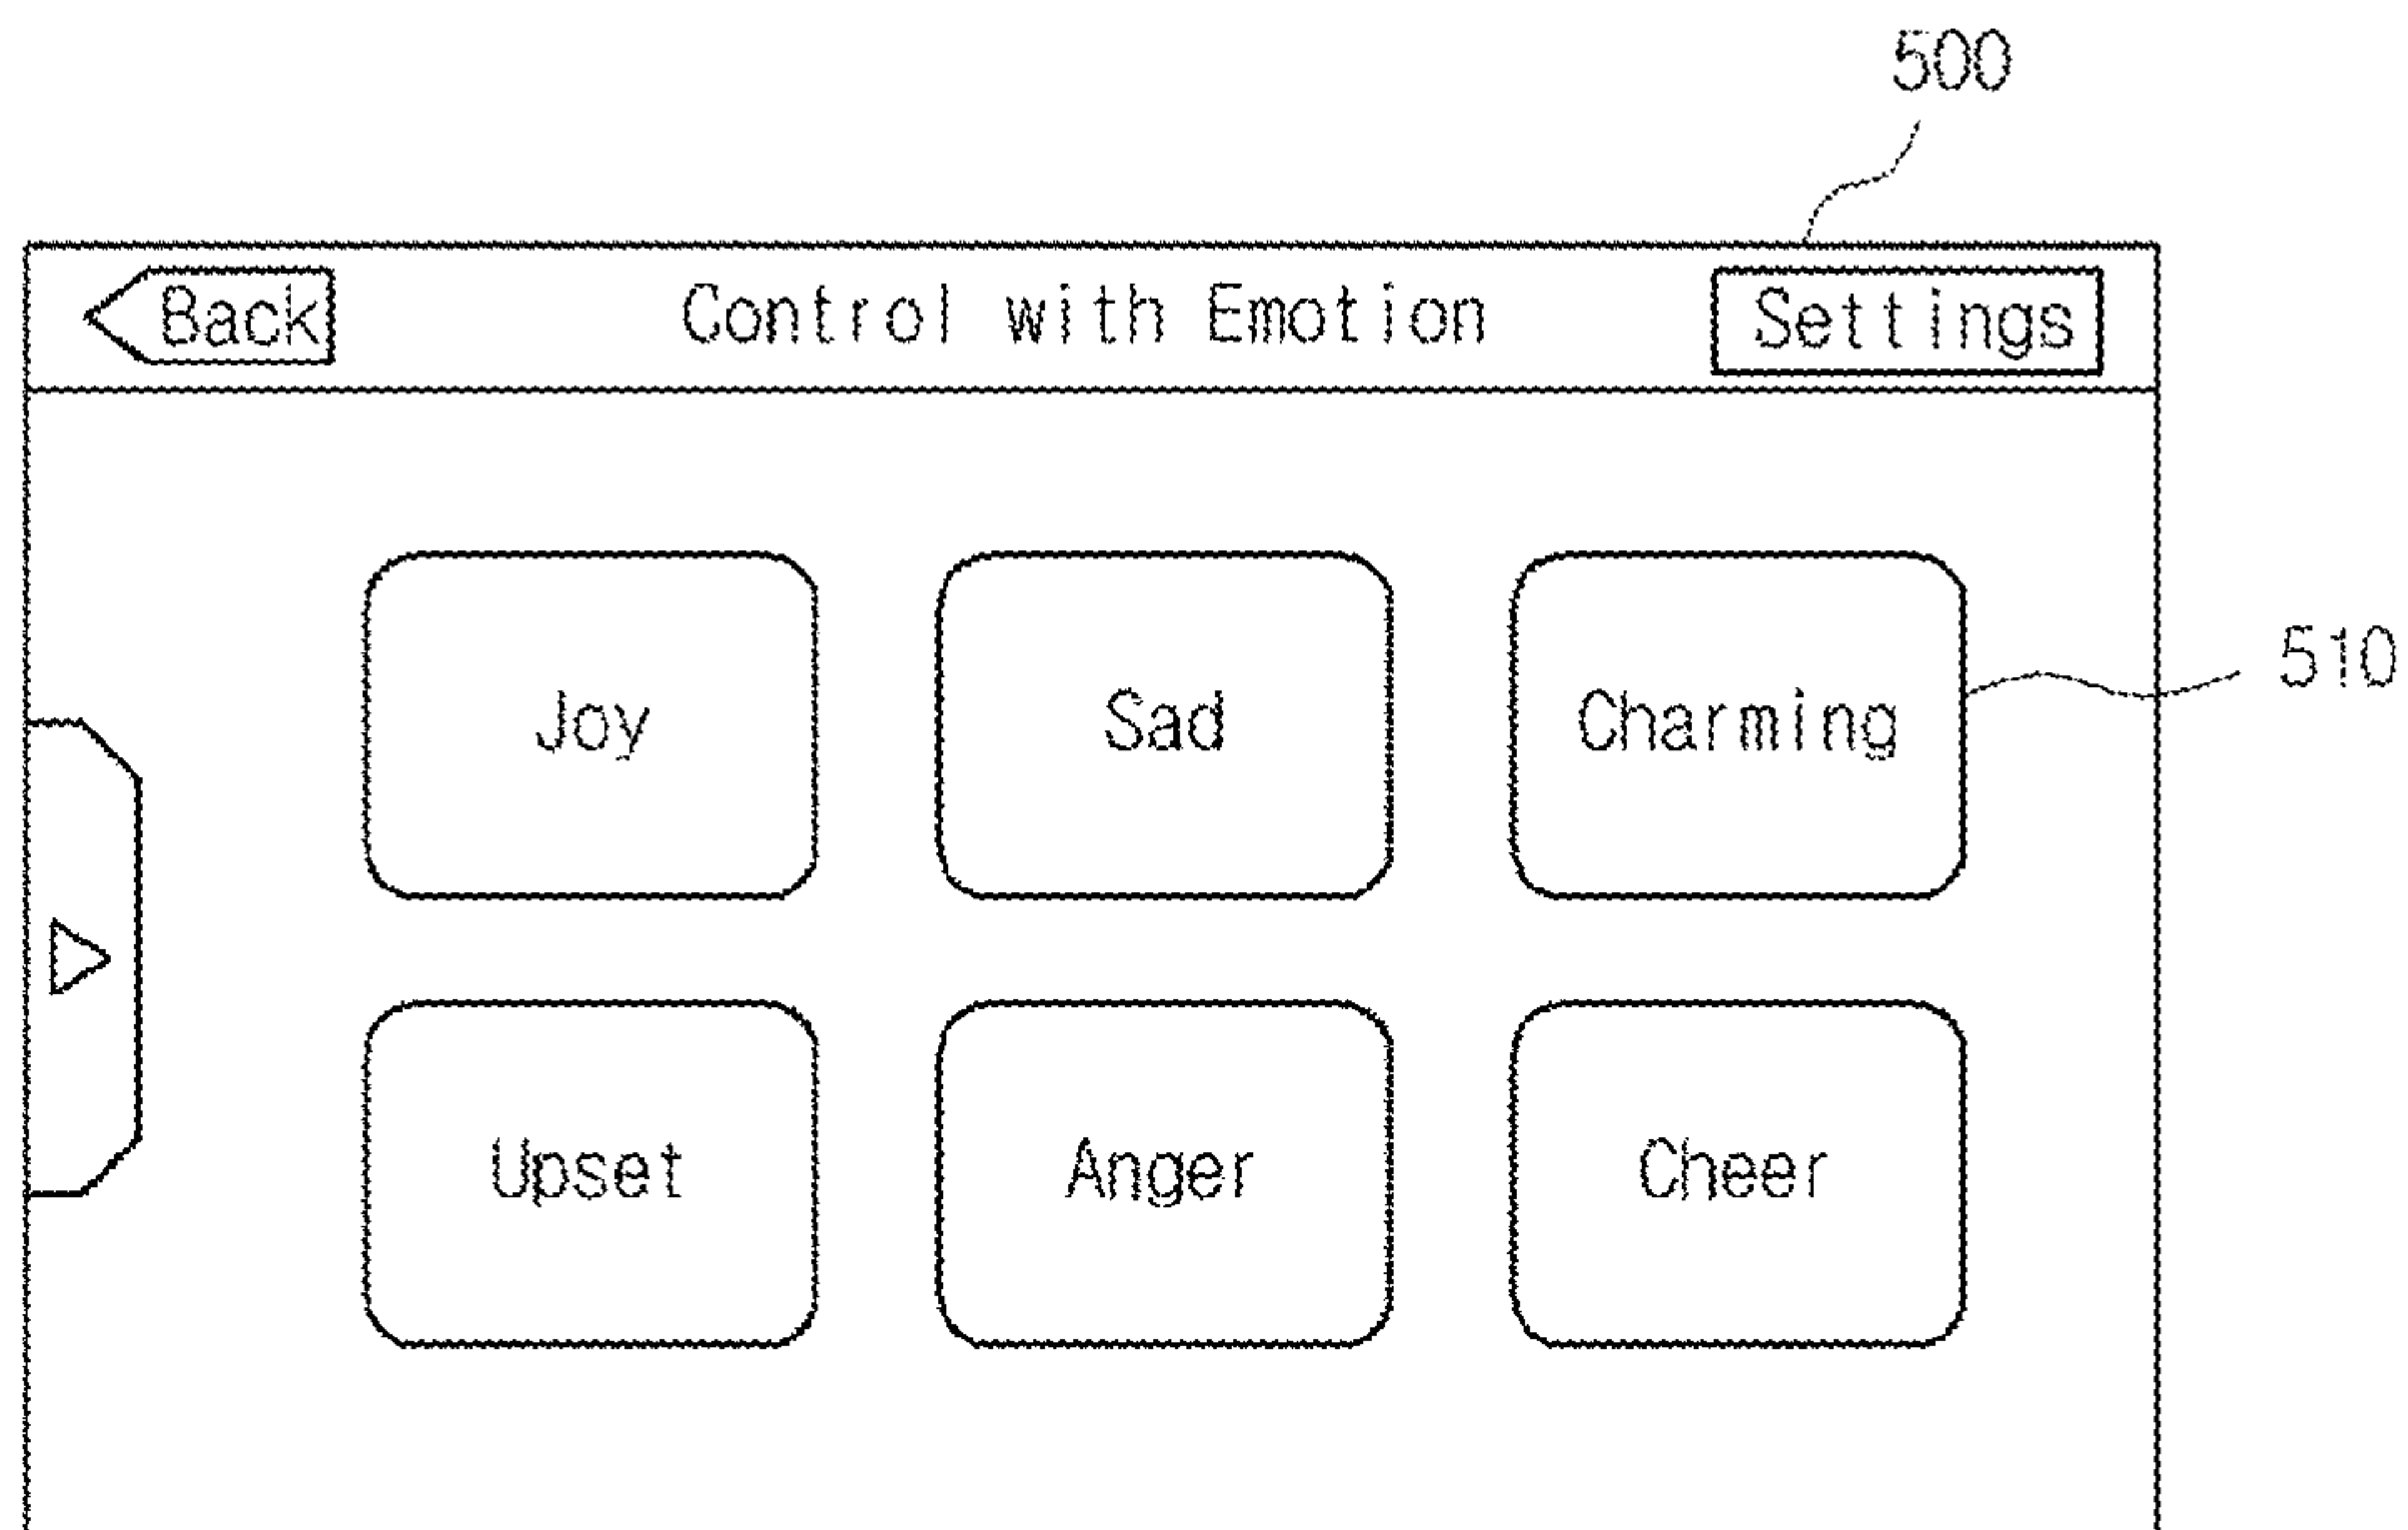 500
Back Control with Emotion Settings
Joy Sad Charming 510
Upset Anger Cheer